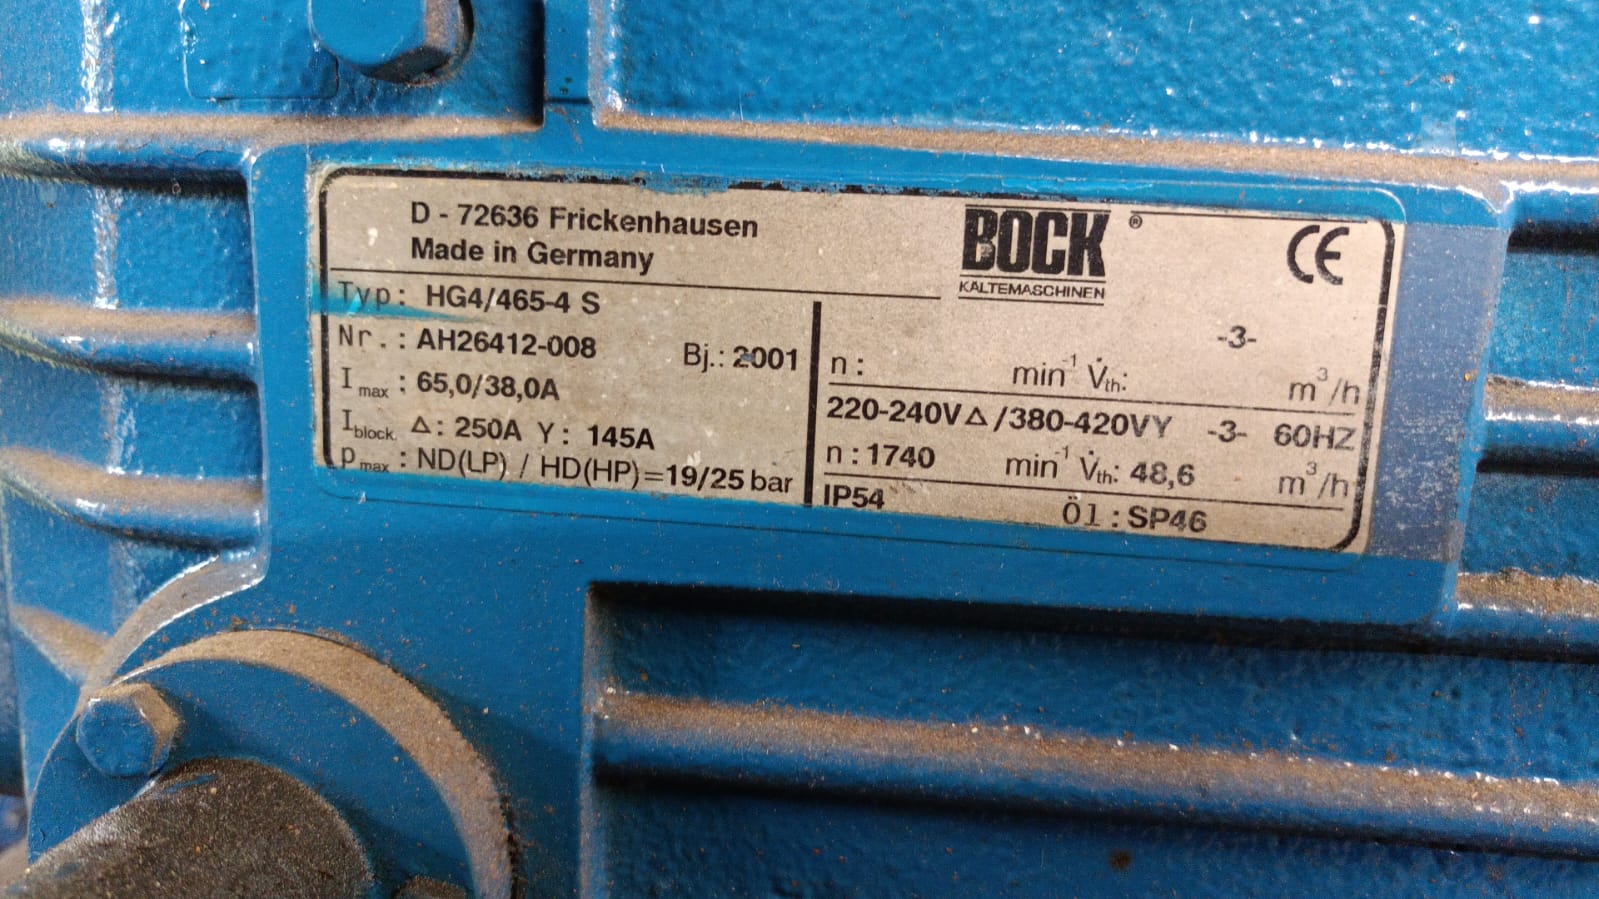 D - 72636 Frickenhausen
Made in Germany
BOCK®
KÄLTEMASCHINEN
CE
Typ: HG4/465-4 S
Nr.: AH26412-008 Bj.: 2001
Imax: 65,0/38,0A
Iblock. Δ: 250A Y: 145A
pmax: ND(LP) / HD(HP)=19/25 bar
-3-
n: min-1 V̇th: m3/h
220-240VΔ/380-420VY -3- 60HZ
n: 1740 min-1 V̇th: 48,6 m3/h
IP54 Öl: SP46